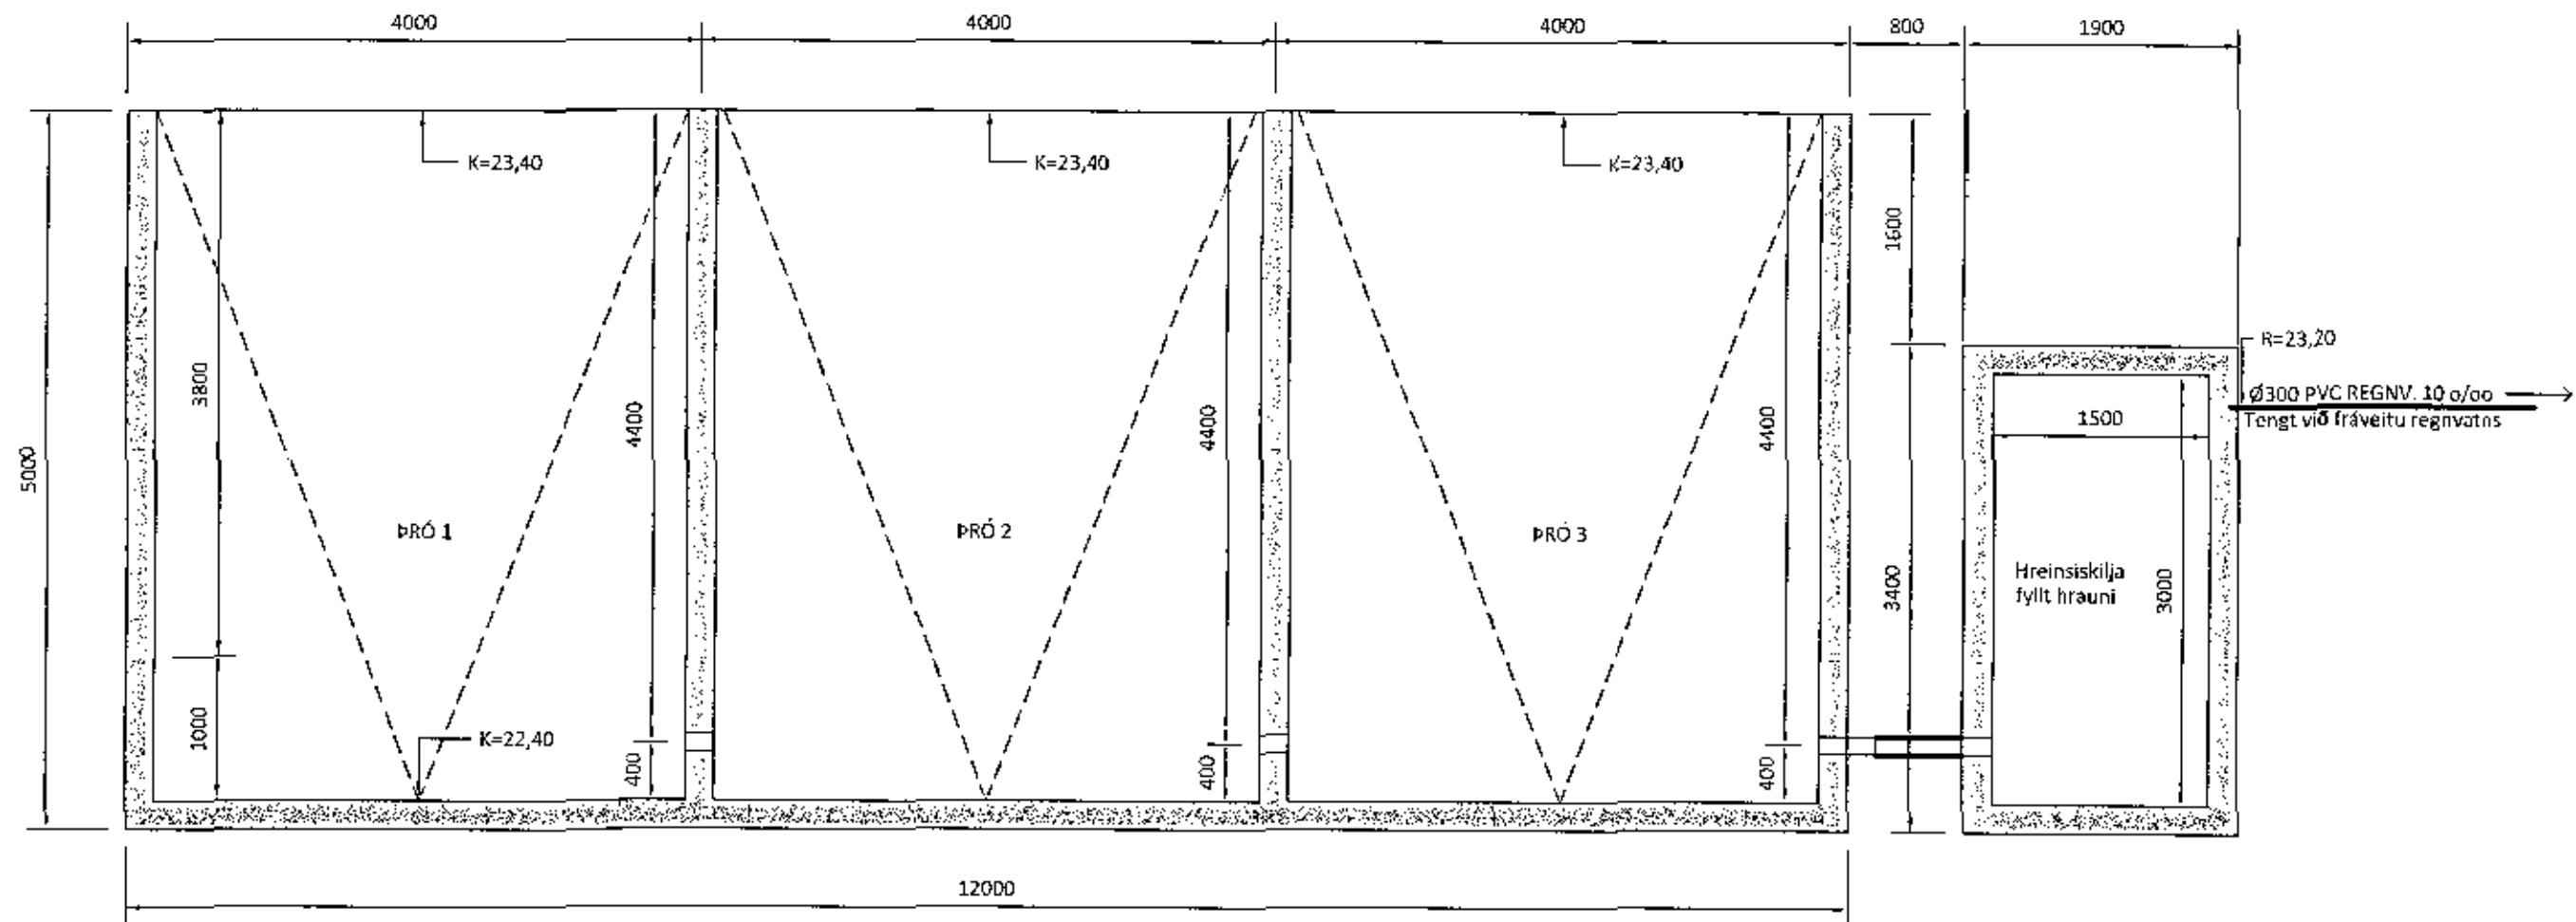 4000
4000
4000
800
1900
K=23,40
K=23,40
K=23,40
1600
R=23,20
Ø300 PVC REGNV. 10 o/oo
Tengt við fráveitu regnvatns
5000
3800
4400
4400
4400
1500
ÞRÓ 1
ÞRÓ 2
ÞRÓ 3
3400
Hreinsiskilja
fyllt hrauni
3000
1000
K=22,40
400
400
400
12000